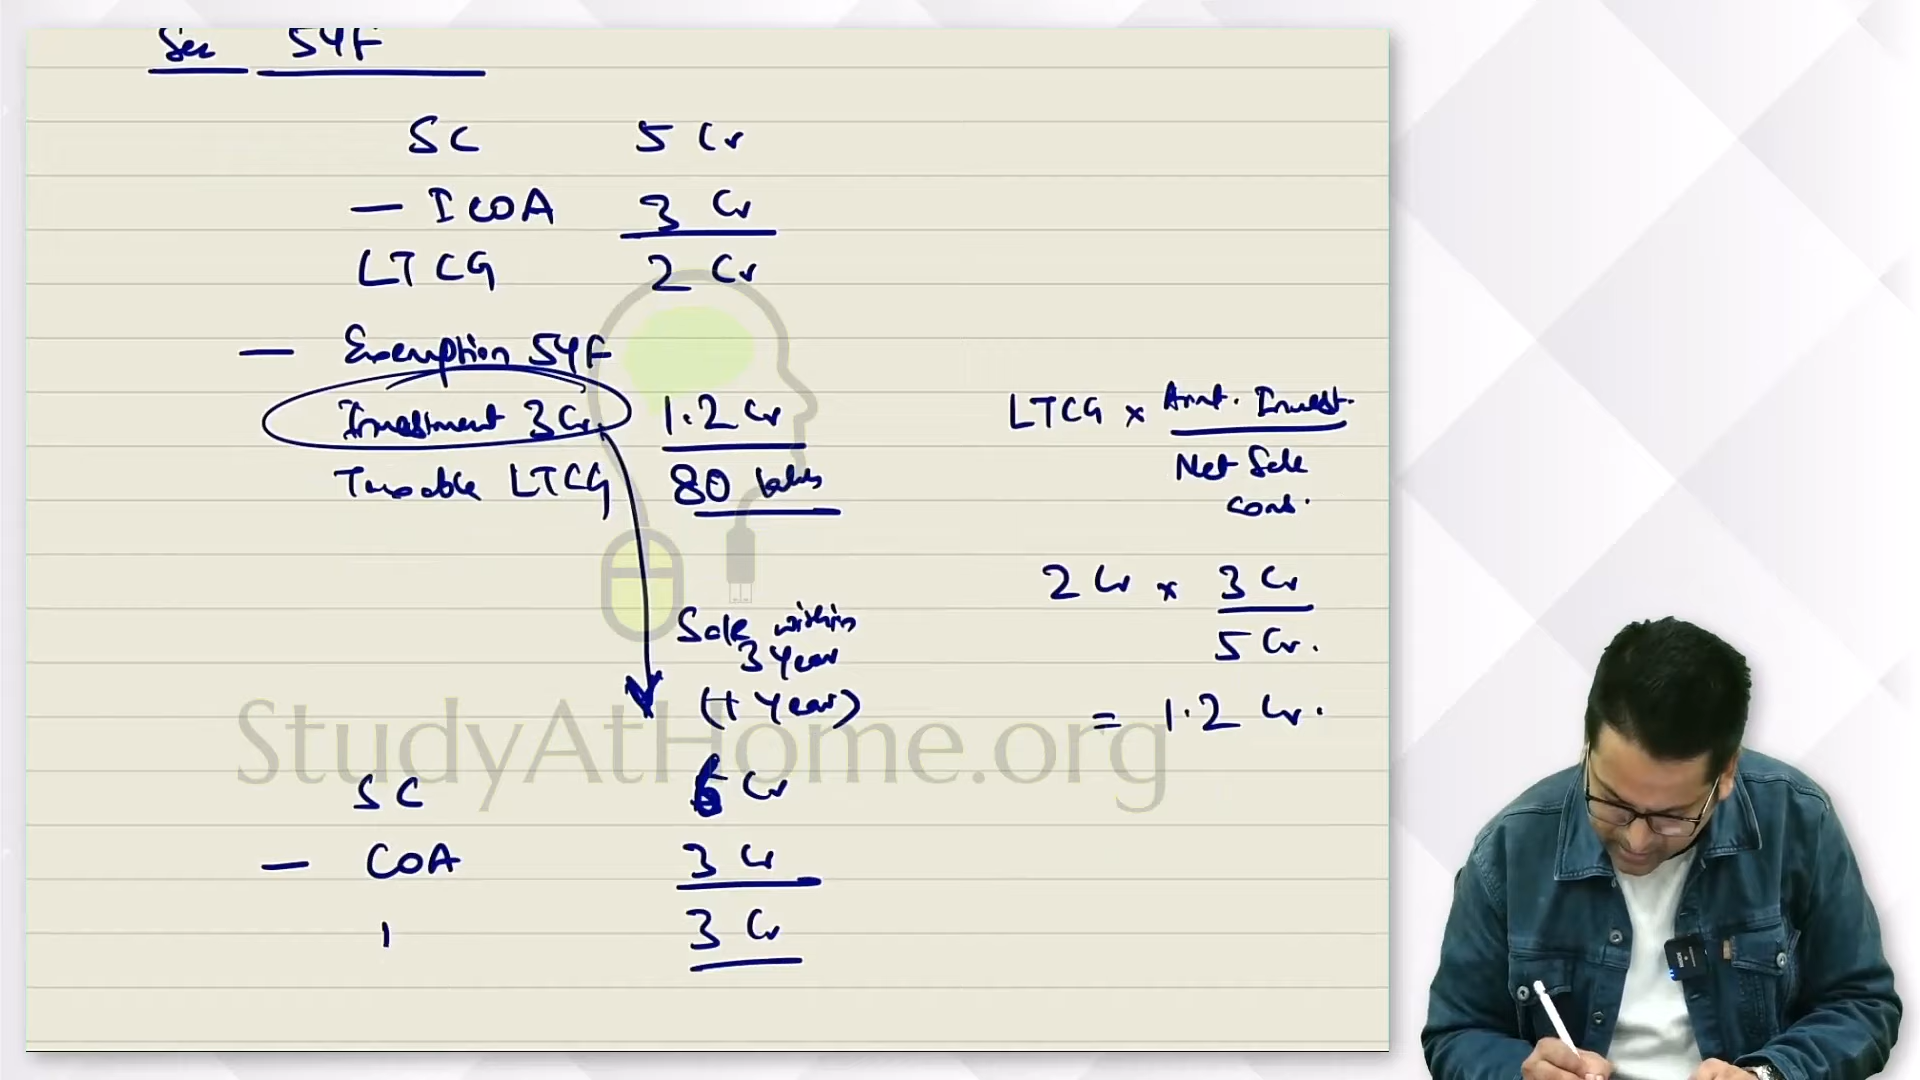 Sec 54F
SC 5 Cr
— ICOA 3 Cr
LTCG 2 Cr
— Exemption 54F
Investment 3 Cr. 1.2 Cr
Taxable LTCG 80 lakhs
LTCG × Amt. Invest.
Net Sale
cons.
2 Cr × 3 Cr
5 Cr.
= 1.2 Cr.
Sale within
3 Year
(1 Year)
StudyAtHome.org
SC 6 Cr
— COA 3 Cr
3 Cr